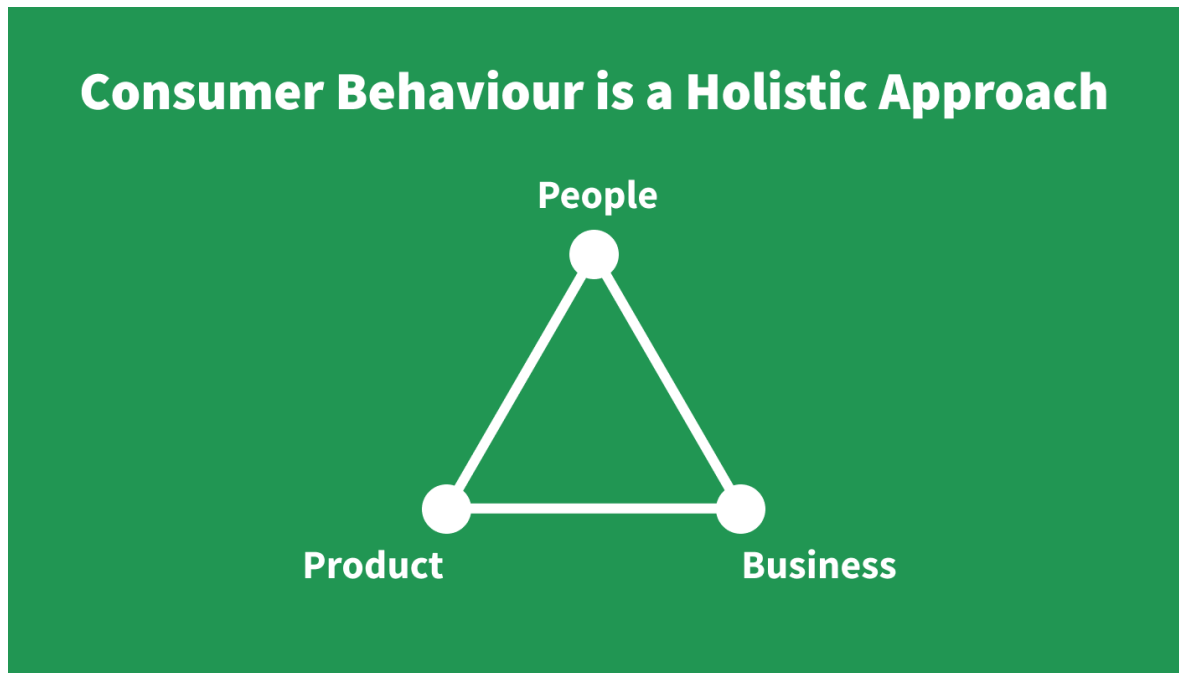 Consumer Behaviour is a Holistic Approach
People
Product
Business